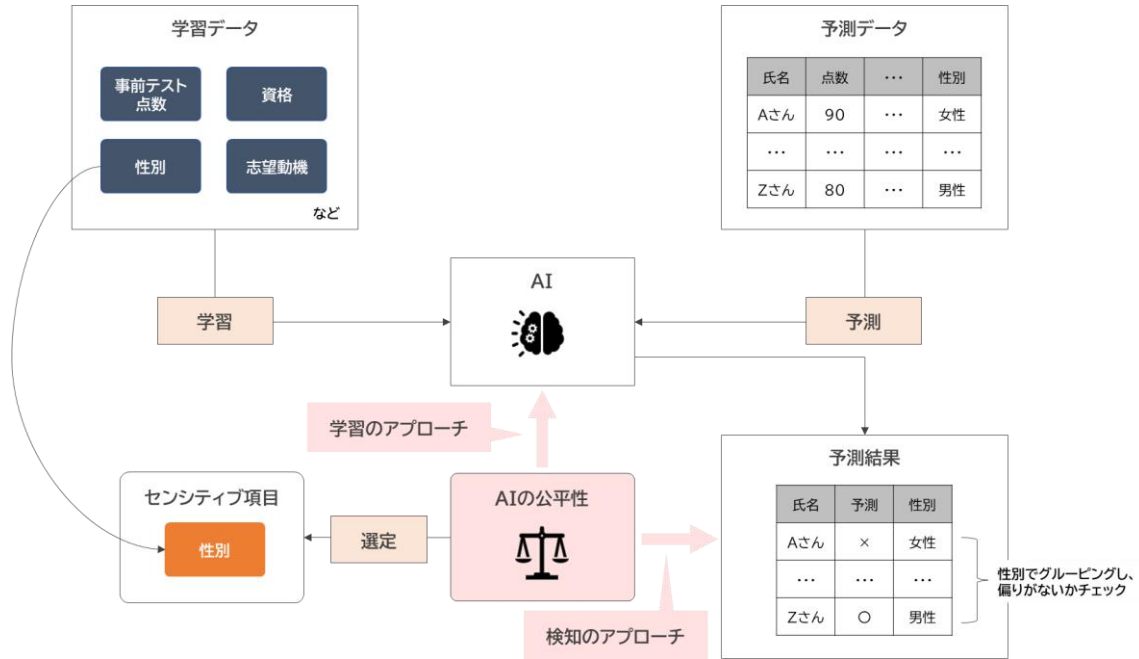 学習データ
事前テスト
点数
資格
性別
志望動機
など
予測データ
氏名 点数 ... 性別
Aさん 90 ... 女性
... ... ... ...
Zさん 80 ... 男性
学習
AI
予測
学習のアプローチ
センシティブ項目
性別
選定
AIの公平性
検知のアプローチ
予測結果
氏名 予測 性別
Aさん × 女性
... ... ...
Zさん ○ 男性
性別でグルーピングし、
偏りがないかチェック